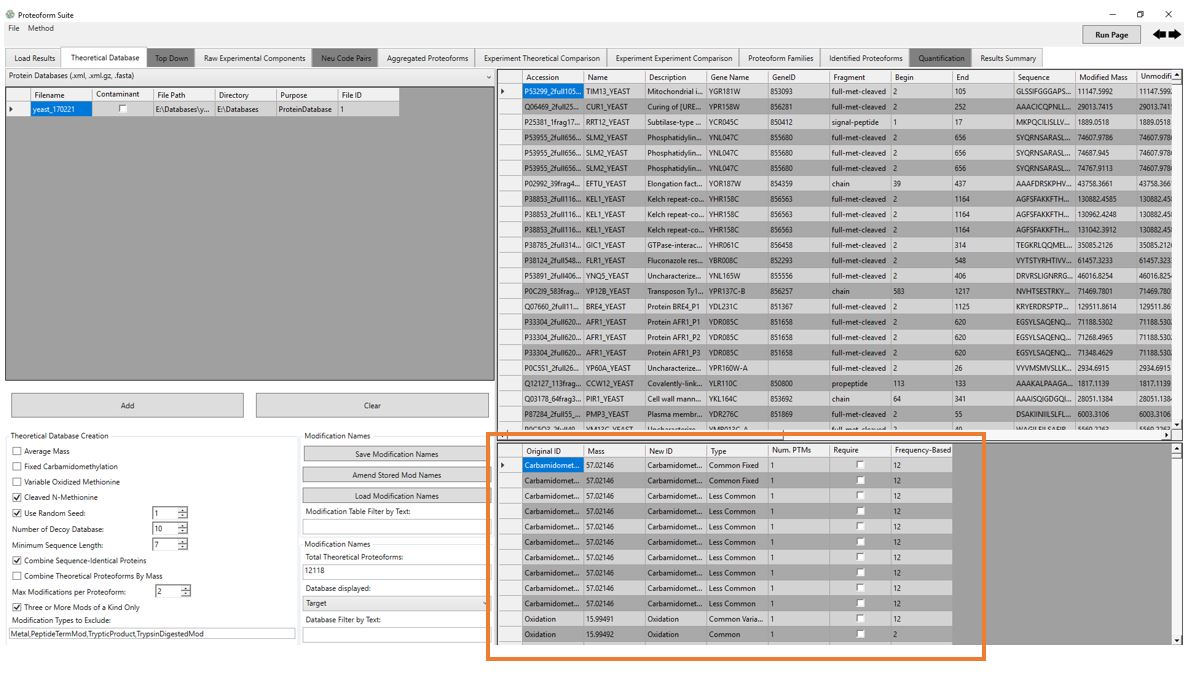 Proteoform Suite
File Method
Run Page
Load Results Theoretical Database Top Down Raw Experimental Components Neu Code Pairs Aggregated Proteoforms Experiment Theoretical Comparison Experiment Experiment Comparison Proteoform Families Identified Proteoforms Quantification Results Summary
Protein Databases (.xml, .xml.gz, .fasta)
Filename Contaminant File Path Directory Purpose File ID
yeast_170221 E:\Databases\y... E:\Databases ProteinDatabase 1
Accession Name Description Gene Name GeneID Fragment Begin End Sequence Modified Mass Unmodifi
P53299_2full105... TIM13_YEAST Mitochondrial i... YGR181W 853093 full-met-cleaved 2 105 GLSSIFGGGAPS... 11147.5992 11147.599
Q06469_2full25... CUR1_YEAST Curing of [URE... YPR158W 856281 full-met-cleaved 2 252 AAACICQPNLL... 29013.7415 29013.741
P25381_1frag17... RRT12_YEAST Subtilase-type ... YCR045C 850412 signal-peptide 1 17 MKPQCILISLLV... 1889.0518 1889.0518
P53955_2full656... SLM2_YEAST Phosphatidylin... YNL047C 855680 full-met-cleaved 2 656 SYQRNSARASL... 74607.9786 74607.978
P53955_2full656... SLM2_YEAST Phosphatidylin... YNL047C 855680 full-met-cleaved 2 656 SYQRNSARASL... 74687.945 74607.978
P53955_2full656... SLM2_YEAST Phosphatidylin... YNL047C 855680 full-met-cleaved 2 656 SYQRNSARASL... 74767.9113 74607.978
P02992_39frag4... EFTU_YEAST Elongation fact... YOR187W 854359 chain 39 437 AAAFDRSKPHV... 43758.3661 43758.366
P38853_2full116... KEL1_YEAST Kelch repeat-co... YHR158C 856563 full-met-cleaved 2 1164 AGFSFAKKFTH... 130882.4585 130882.45
P38853_2full116... KEL1_YEAST Kelch repeat-co... YHR158C 856563 full-met-cleaved 2 1164 AGFSFAKKFTH... 130962.4248 130882.45
P38853_2full116... KEL1_YEAST Kelch repeat-co... YHR158C 856563 full-met-cleaved 2 1164 AGFSFAKKFTH... 131042.3912 130882.45
P38785_2full314... GIC1_YEAST GTPase-interac... YHR061C 856458 full-met-cleaved 2 314 TEGKRLQQMEL... 35085.2126 35085.212
P38124_2full548... FLR1_YEAST Fluconazole res... YBR008C 852293 full-met-cleaved 2 548 VYTSTYRHTIVV... 61457.3233 61457.323
P53891_2full406... YNQ5_YEAST Uncharacterize... YNL165W 855556 full-met-cleaved 2 406 DRVRSLIGNRRG... 46016.8254 46016.825
P0C2I9_583frag... YP12B_YEAST Transposon Ty1... YPR137C-B 856257 chain 583 1217 NVHTSESTRKY... 71469.7801 71469.780
Q07660_2full11... BRE4_YEAST Protein BRE4_P1 YDL231C 851367 full-met-cleaved 2 1125 KRYERDRSPTP... 129511.8614 129511.86
P33304_2full620... AFR1_YEAST Protein AFR1_P1 YDR085C 851658 full-met-cleaved 2 620 EGSYLSAQENQ... 71188.5302 71188.530
P33304_2full620... AFR1_YEAST Protein AFR1_P2 YDR085C 851658 full-met-cleaved 2 620 EGSYLSAQENQ... 71268.4965 71188.530
P33304_2full620... AFR1_YEAST Protein AFR1_P3 YDR085C 851658 full-met-cleaved 2 620 EGSYLSAQENQ... 71348.4629 71188.530
P0C5S1_2full26... YP60A_YEAST Uncharacterize... YPR160W-A full-met-cleaved 2 26 VYVMSMVSLLK... 2934.6915 2934.6915
Q12127_113frag... CCW12_YEAST Covalently-link... YLR110C 850800 propeptide 113 133 AAAKALPAAGA... 1817.1139 1817.1139
Q03178_64frag3... PIR1_YEAST Cell wall mann... YKL164C 853692 chain 64 341 AAAISQIGDGQI... 28051.1384 28051.138
P87284_2full55_... PMP3_YEAST Plasma membr... YDR276C 851869 full-met-cleaved 2 55 DSAKIINIILSLFL... 6003.3106 6003.3106
Add Clear
Theoretical Database Creation
Average Mass
Fixed Carbamidomethylation
Variable Oxidized Methionine
Cleaved N-Methionine
Use Random Seed: 1
Number of Decoy Database: 10
Minimum Sequence Length: 7
Combine Sequence-Identical Proteins
Combine Theoretical Proteoforms By Mass
Max Modifications per Proteoform: 2
Three or More Mods of a Kind Only
Modification Types to Exclude:
Metal,PeptideTermMod,TrypticProduct,TrypsinDigestedMod
Modification Names
Save Modification Names
Amend Stored Mod Names
Load Modification Names
Modification Table Filter by Text:
Modification Names
Total Theoretical Proteoforms:
12118
Database displayed:
Target
Database Filter by Text:
Original ID Mass New ID Type Num. PTMs Require Frequency-Based
Carbamidomet... 57.02146 Carbamidomet... Common Fixed 1 12
Carbamidomet... 57.02146 Carbamidomet... Common Fixed 1 12
Carbamidomet... 57.02146 Carbamidomet... Less Common 1 12
Carbamidomet... 57.02146 Carbamidomet... Less Common 1 12
Carbamidomet... 57.02146 Carbamidomet... Less Common 1 12
Carbamidomet... 57.02146 Carbamidomet... Less Common 1 12
Carbamidomet... 57.02146 Carbamidomet... Less Common 1 12
Carbamidomet... 57.02146 Carbamidomet... Less Common 1 12
Carbamidomet... 57.02146 Carbamidomet... Less Common 1 12
Carbamidomet... 57.02146 Carbamidomet... Less Common 1 12
Oxidation 15.99491 Oxidation Common Varia... 1 12
Oxidation 15.99492 Oxidation Common 1 2